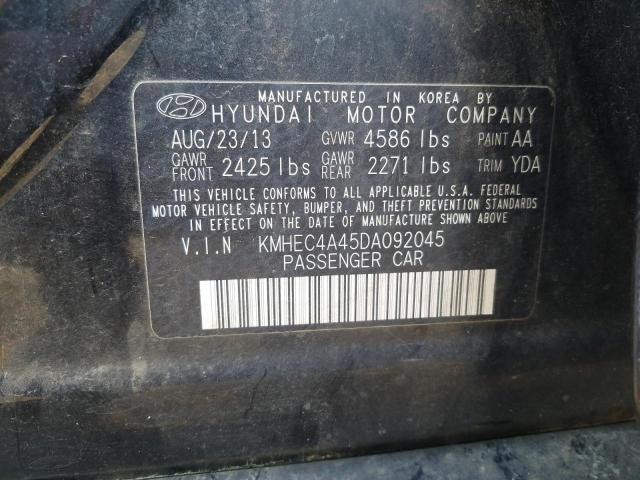 MANUFACTURED IN KOREA BY
HYUNDAI MOTOR COMPANY
AUG/23/13 GVWR 4586 lbs PAINT AA
GAWR FRONT 2425 lbs GAWR REAR 2271 lbs TRIM YDA
THIS VEHICLE CONFORMS TO ALL APPLICABLE U.S.A. FEDERAL
MOTOR VEHICLE SAFETY, BUMPER, AND THEFT PREVENTION STANDARDS
IN EFFECT ON THE DATE OF MANUFACTURE SHOWN ABOVE
V.I.N KMHEC4A45DA092045
PASSENGER CAR